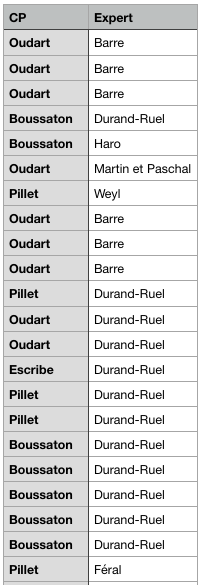 CP Expert
Oudart Barre
Oudart Barre
Oudart Barre
Boussaton Durand-Ruel
Boussaton Haro
Oudart Martin et Paschal
Pillet Weyl
Oudart Barre
Oudart Barre
Oudart Barre
Pillet Durand-Ruel
Oudart Durand-Ruel
Oudart Durand-Ruel
Escribe Durand-Ruel
Pillet Durand-Ruel
Pillet Durand-Ruel
Boussaton Durand-Ruel
Boussaton Durand-Ruel
Boussaton Durand-Ruel
Boussaton Durand-Ruel
Boussaton Durand-Ruel
Pillet Féral